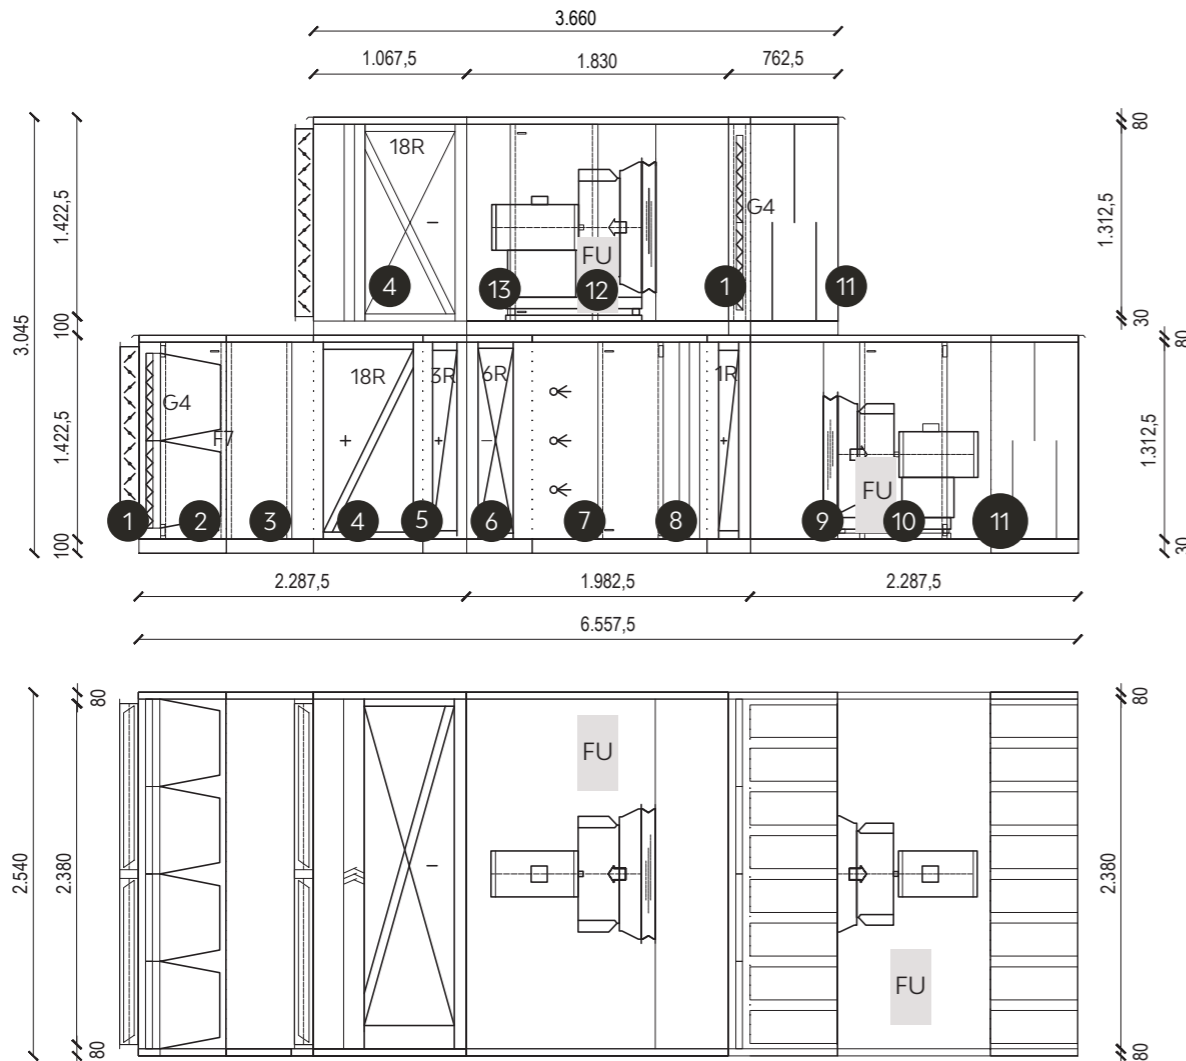 3.660
1.067,5 1.830 762,5
80
18R
1.422,5
G4
1.312,5
FU
4 13 12 1 11
100
30
3.045
80
18R 3R 6R 1R
G4
1.422,5
F7
+ + − +
1.312,5
FU
1 2 3 4 5 6 7 8 9 10 11
100
30
2.287,5 1.982,5 2.287,5
6.557,5
80 80
FU
2.540 2.380 2.380
FU
80 80